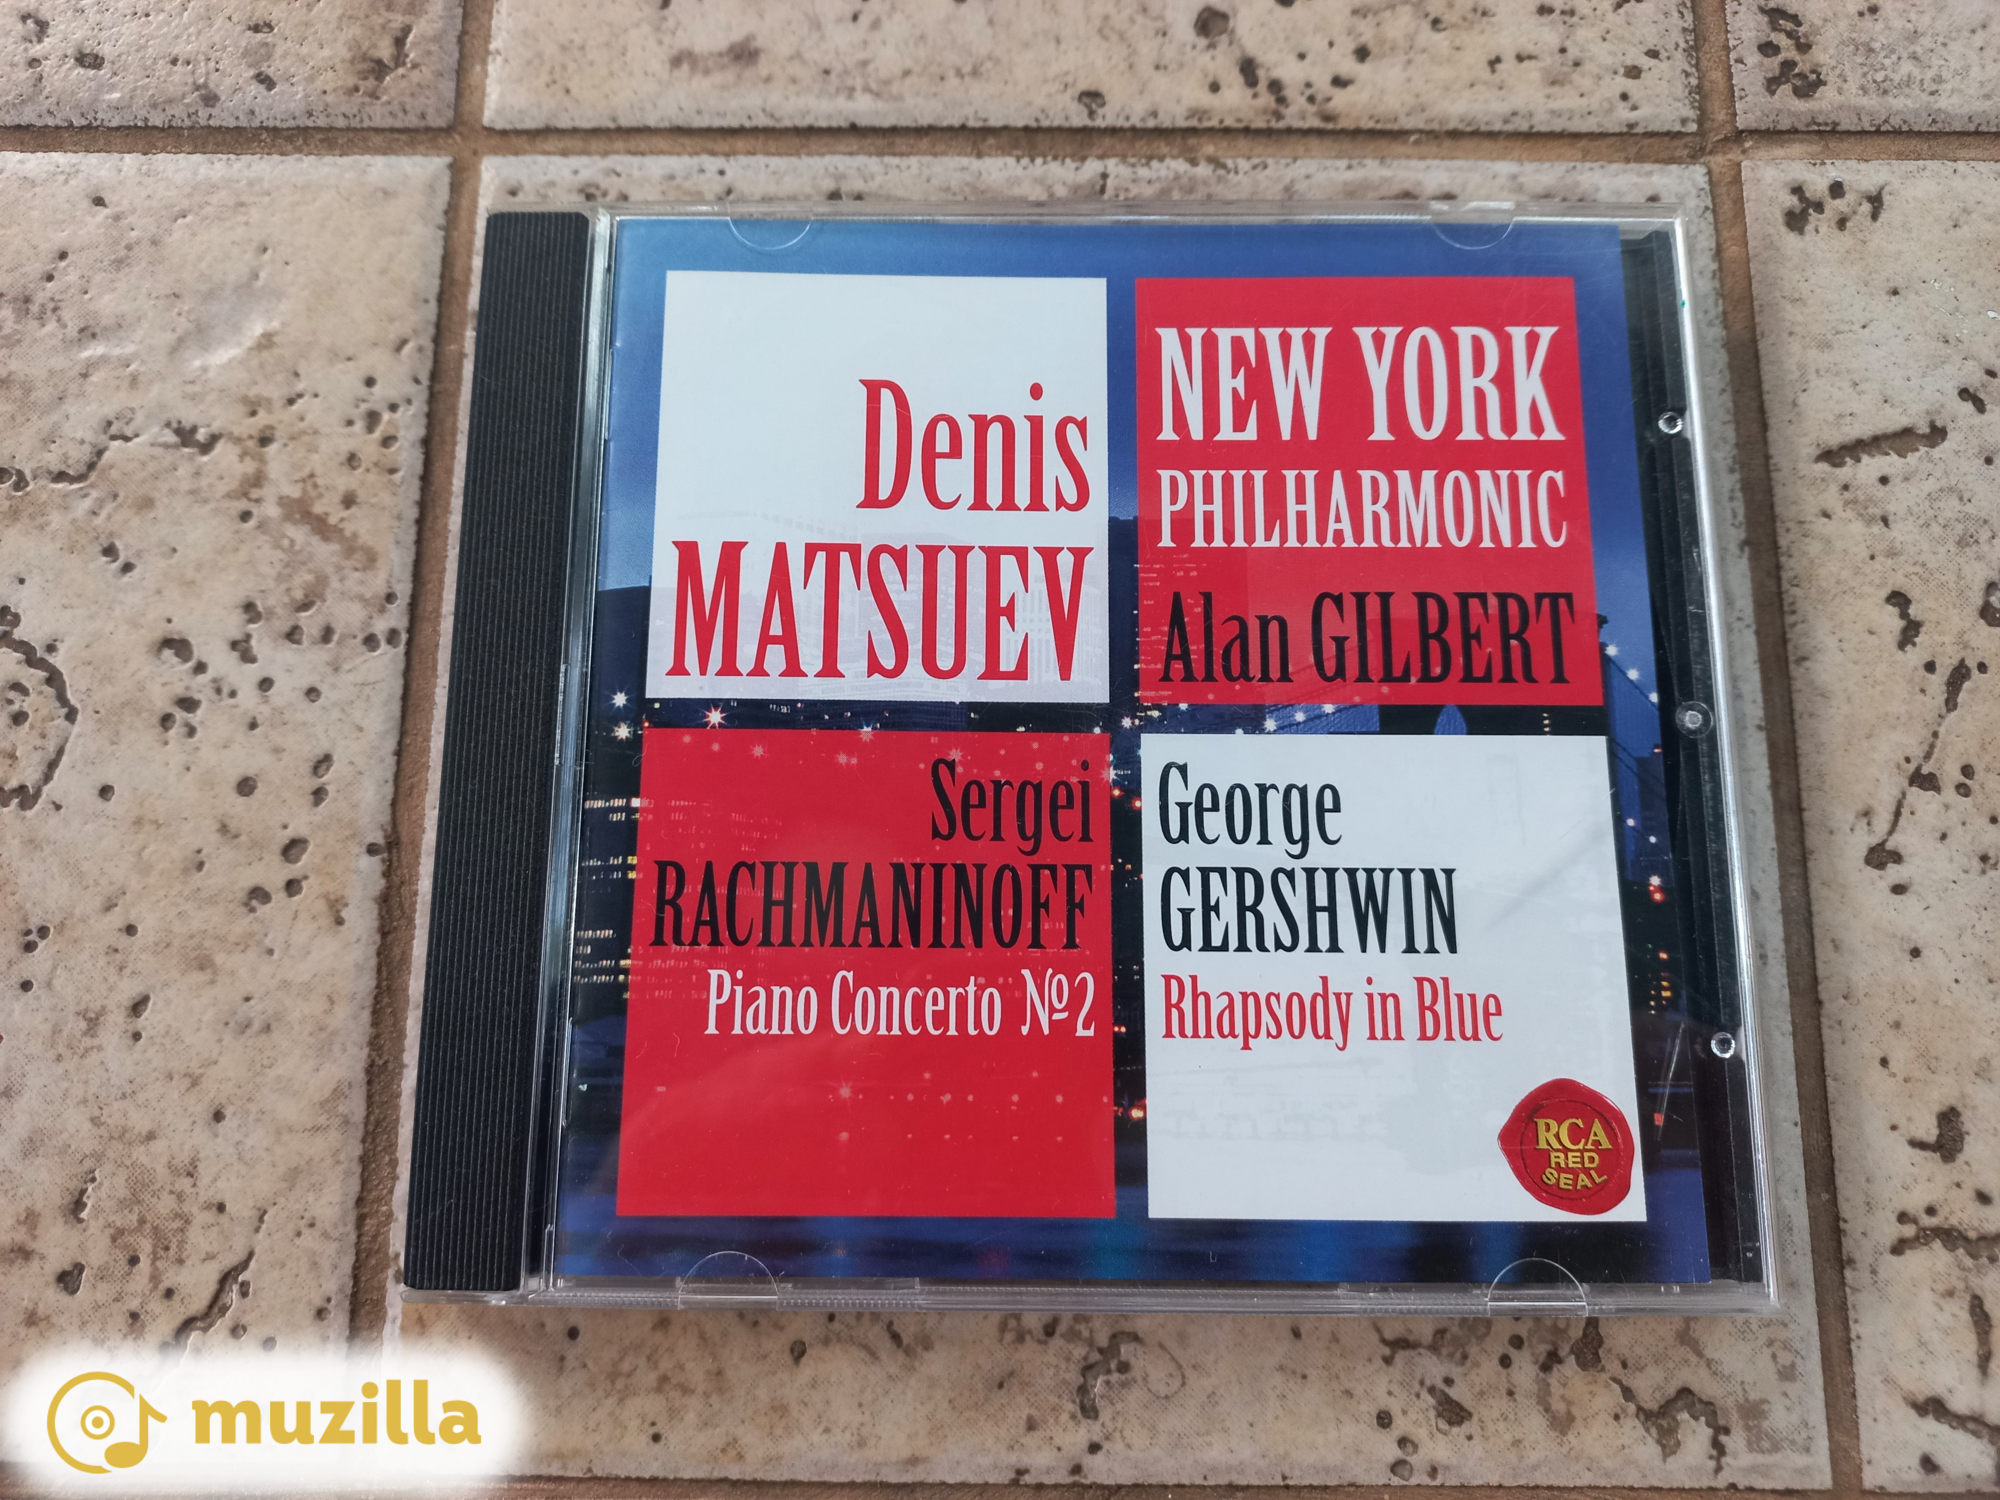 Denis
MATSUEV
NEW YORK
PHILHARMONIC
Alan GILBERT
Sergei
RACHMANINOFF
Piano Concerto №2
George
GERSHWIN
Rhapsody in Blue
RCA
RED
SEAL
muzilla